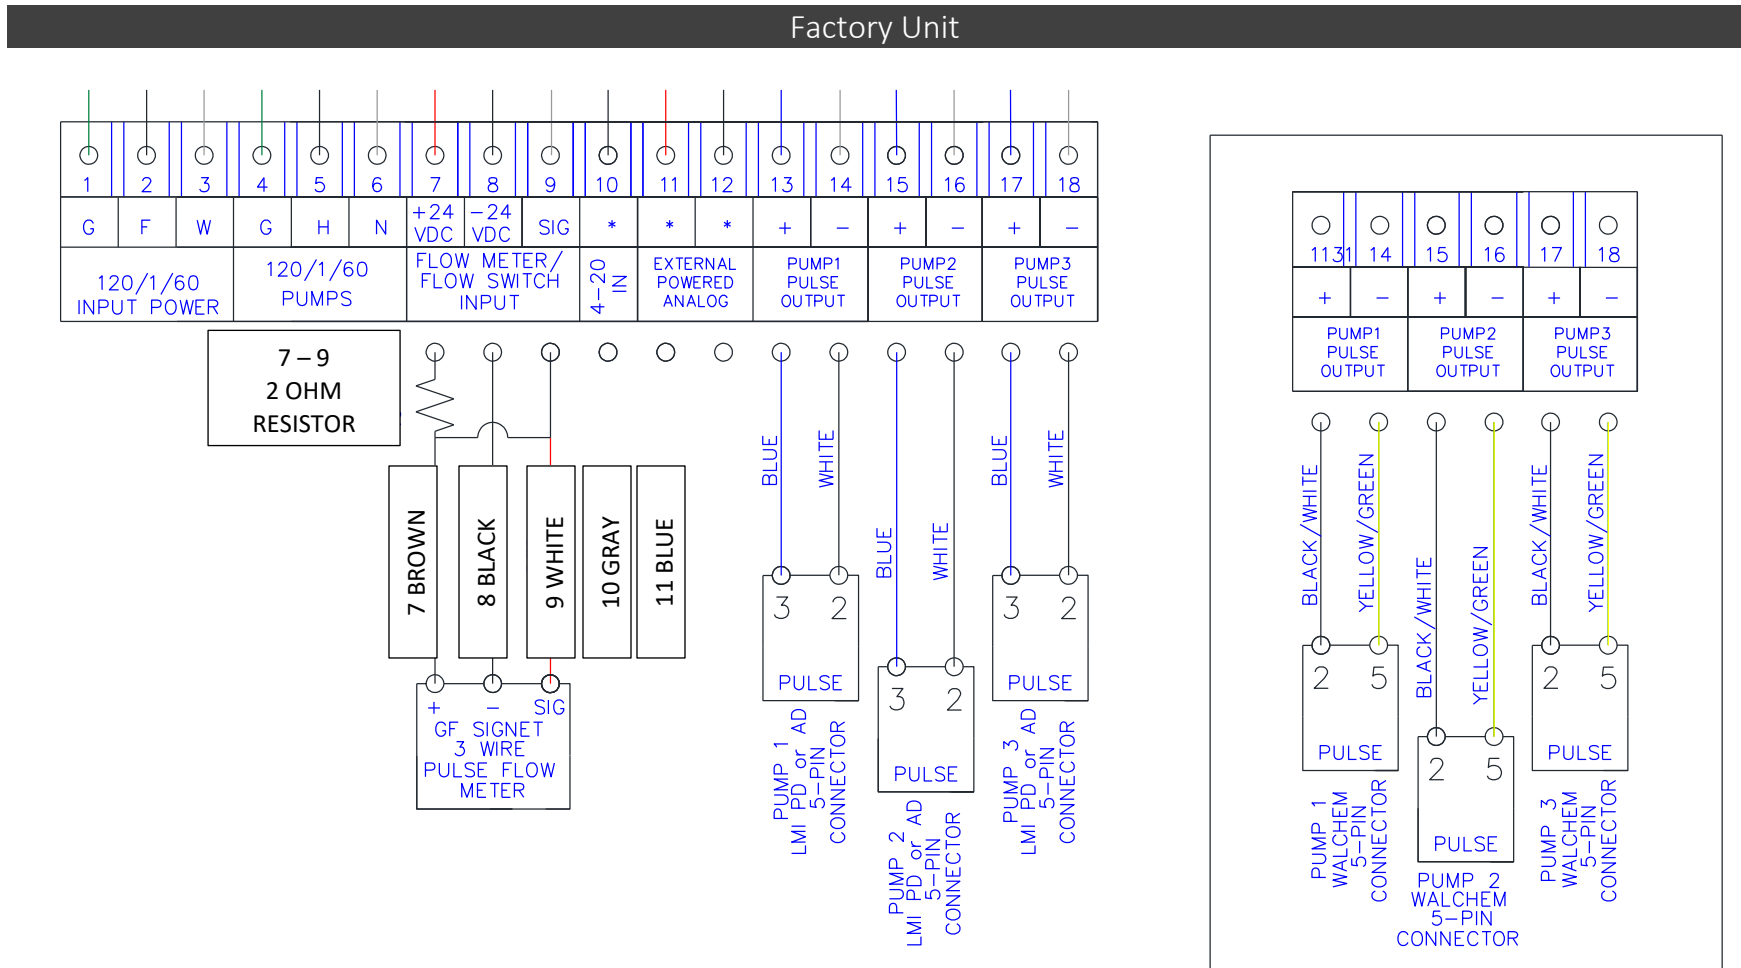 Factory Unit
1 2 3 4 5 6 7 8 9 10 11 12 13 14 15 16 17 18
G F W G H N +24 VDC −24 VDC SIG * * * + − + − + −
120/1/60
INPUT POWER
120/1/60
PUMPS
FLOW METER/
FLOW SWITCH
INPUT
4−20
IN
EXTERNAL
POWERED
ANALOG
PUMP1
PULSE
OUTPUT
PUMP2
PULSE
OUTPUT
PUMP3
PULSE
OUTPUT
7 – 9
2 OHM
RESISTOR
7 BROWN
8 BLACK
9 WHITE
10 GRAY
11 BLUE
+ − SIG
GF SIGNET
3 WIRE
PULSE FLOW
METER
BLUE
WHITE
3 2
PULSE
PUMP 1
LMI PD or AD
5−PIN
CONNECTOR
BLUE
WHITE
3 2
PULSE
PUMP 2
LMI PD or AD
5−PIN
CONNECTOR
BLUE
WHITE
3 2
PULSE
PUMP 3
LMI PD or AD
5−PIN
CONNECTOR
14 15 16 17 18
+ − + − + −
PUMP1
PULSE
OUTPUT
PUMP2
PULSE
OUTPUT
PUMP3
PULSE
OUTPUT
BLACK/WHITE
YELLOW/GREEN
2 5
PULSE
PUMP 1
WALCHEM
5−PIN
CONNECTOR
BLACK/WHITE
YELLOW/GREEN
2 5
PULSE
PUMP 2
WALCHEM
5−PIN
CONNECTOR
BLACK/WHITE
YELLOW/GREEN
2 5
PULSE
PUMP 3
WALCHEM
5−PIN
CONNECTOR